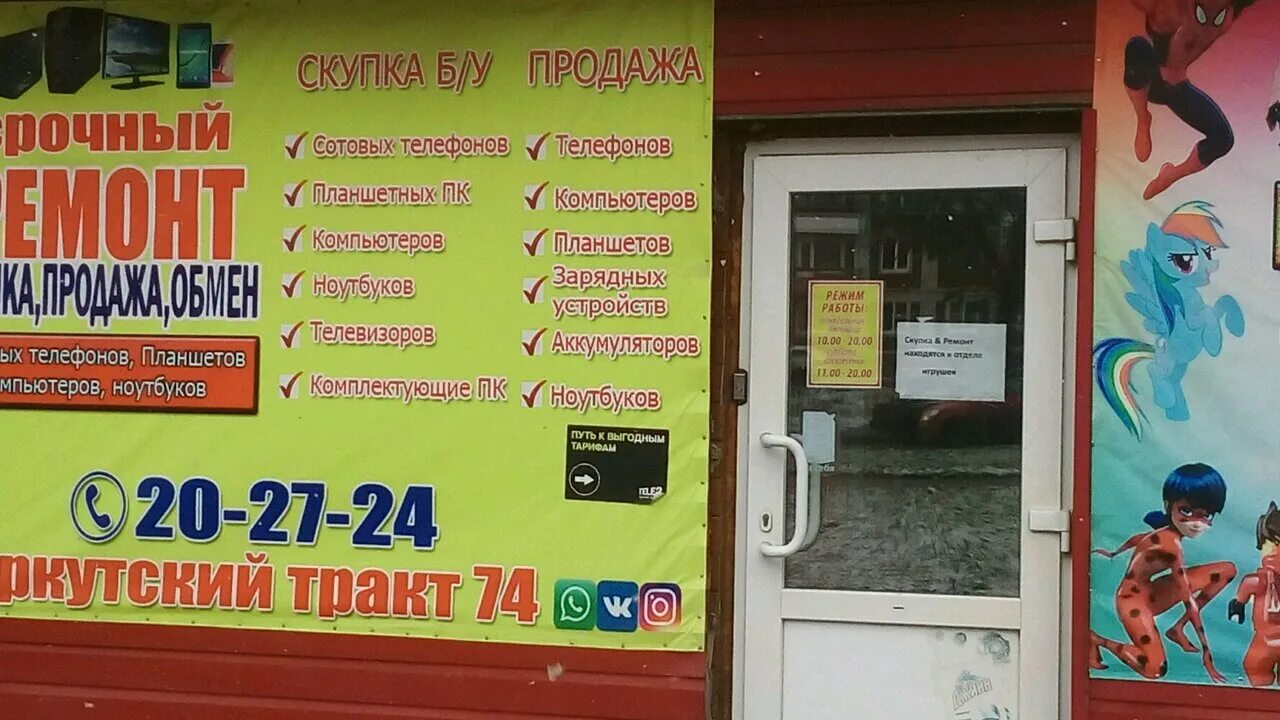 СРОЧНЫЙ
РЕМОНТ
КА,ПРОДАЖА,ОБМЕН
ых телефонов, Планшетов
мпьютеров, ноутбуков
СКУПКА Б/У
Сотовых телефонов
Планшетных ПК
Компьютеров
Ноутбуков
Телевизоров
Комплектующие ПК
ПРОДАЖА
Телефонов
Компьютеров
Планшетов
Зарядных
устройств
Аккумуляторов
Ноутбуков
ПУТЬ К ВЫГОДНЫМ
ТАРИФАМ
TELE2
20-27-24
ркутский тракт 74
РЕЖИМ
РАБОТЫ:
10.00 - 20.00
11.00 - 20.00
Скупка & Ремонт
находятся в отделе
игрушек